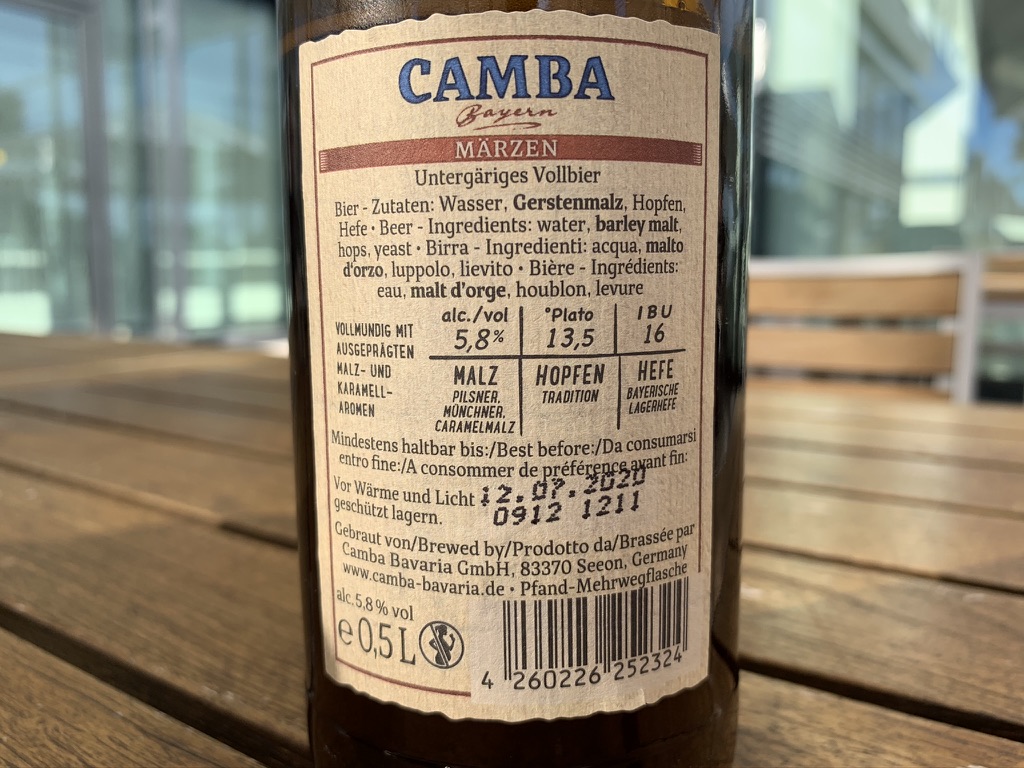 CAMBA
Bayern
MÄRZEN
Untergäriges Vollbier
Bier - Zutaten: Wasser, Gerstenmalz, Hopfen,
Hefe • Beer - Ingredients: water, barley malt,
hops, yeast • Birra - Ingredienti: acqua, malto
d'orzo, luppolo, lievito • Bière - Ingrédients:
eau, malt d'orge, houblon, levure
VOLLMUNDIG MIT
AUSGEPRÄGTEN
MALZ- UND
KARAMELL-
AROMEN
alc./vol
5,8%
°Plato
13,5
IBU
16
MALZ
PILSNER,
MÜNCHNER,
CARAMELMALZ
HOPFEN
TRADITION
HEFE
BAYERISCHE
LAGERHEFE
Mindestens haltbar bis:/Best before:/Da consumarsi
entro fine:/A consommer de préférence avant fin:
Vor Wärme und Licht
geschützt lagern.
12.07.2020
0912 1211
Gebraut von/Brewed by/Prodotto da/Brassée par
Camba Bavaria GmbH, 83370 Seeon, Germany
www.camba-bavaria.de • Pfand-Mehrwegflasche
alc. 5,8 % vol
e 0,5 L
4 260226 252324